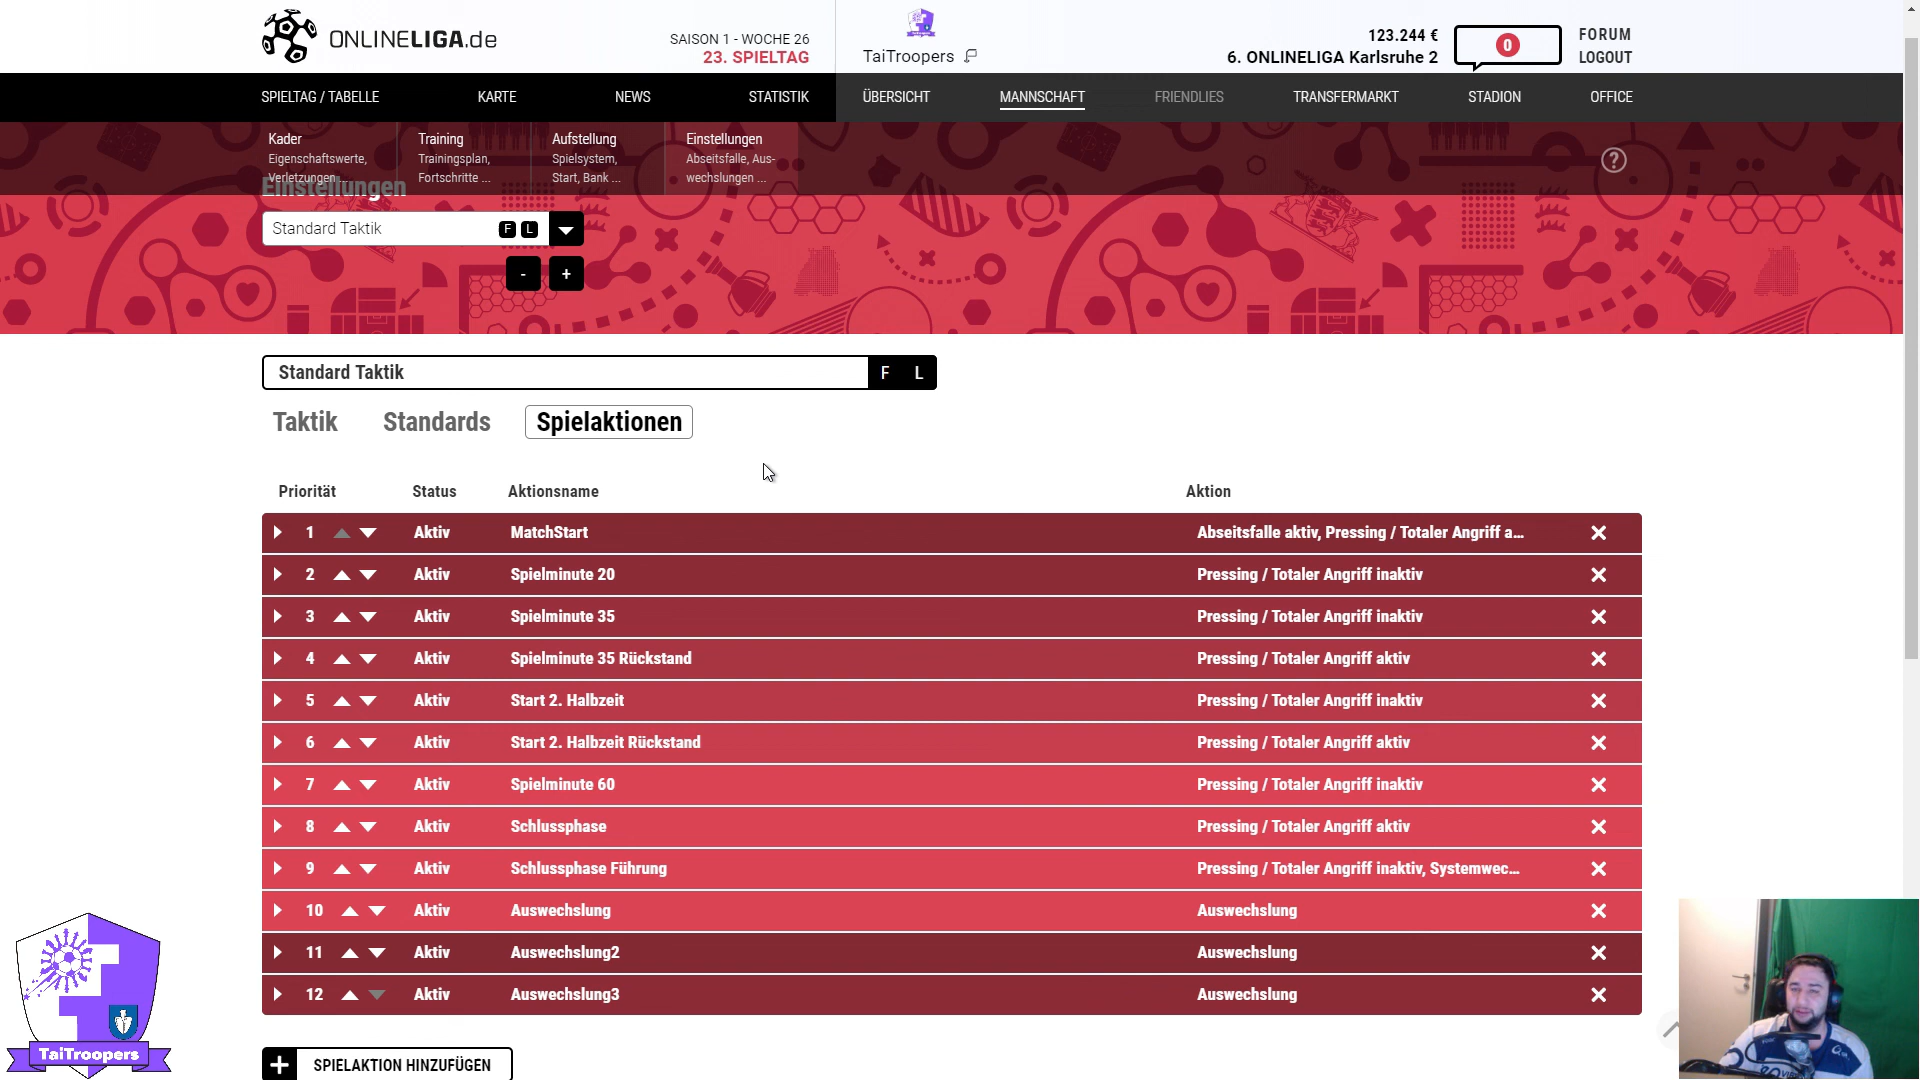 ONLINELIGA.de
SAISON 1 - WOCHE 26
23. SPIELTAG
TaiTroopers
123.244 €
6. ONLINELIGA Karlsruhe 2
0
FORUM
LOGOUT
SPIELTAG / TABELLE
KARTE
NEWS
STATISTIK
ÜBERSICHT
MANNSCHAFT
FRIENDLIES
TRANSFERMARKT
STADION
OFFICE
Kader
Eigenschaftswerte,
Verletzungen...
Training
Trainingsplan,
Fortschritte ...
Aufstellung
Spielsystem,
Start, Bank ...
Einstellungen
Abseitsfalle, Aus-
wechslungen ...
?
Einstellungen
Standard Taktik F L
- +
Standard Taktik F L
Taktik Standards Spielaktionen
Priorität Status Aktionsname Aktion
1 Aktiv MatchStart Abseitsfalle aktiv, Pressing / Totaler Angriff a...
2 Aktiv Spielminute 20 Pressing / Totaler Angriff inaktiv
3 Aktiv Spielminute 35 Pressing / Totaler Angriff inaktiv
4 Aktiv Spielminute 35 Rückstand Pressing / Totaler Angriff aktiv
5 Aktiv Start 2. Halbzeit Pressing / Totaler Angriff inaktiv
6 Aktiv Start 2. Halbzeit Rückstand Pressing / Totaler Angriff aktiv
7 Aktiv Spielminute 60 Pressing / Totaler Angriff inaktiv
8 Aktiv Schlussphase Pressing / Totaler Angriff aktiv
9 Aktiv Schlussphase Führung Pressing / Totaler Angriff inaktiv, Systemwec...
10 Aktiv Auswechslung Auswechslung
11 Aktiv Auswechslung2 Auswechslung
12 Aktiv Auswechslung3 Auswechslung
+ SPIELAKTION HINZUFÜGEN
TaiTroopers